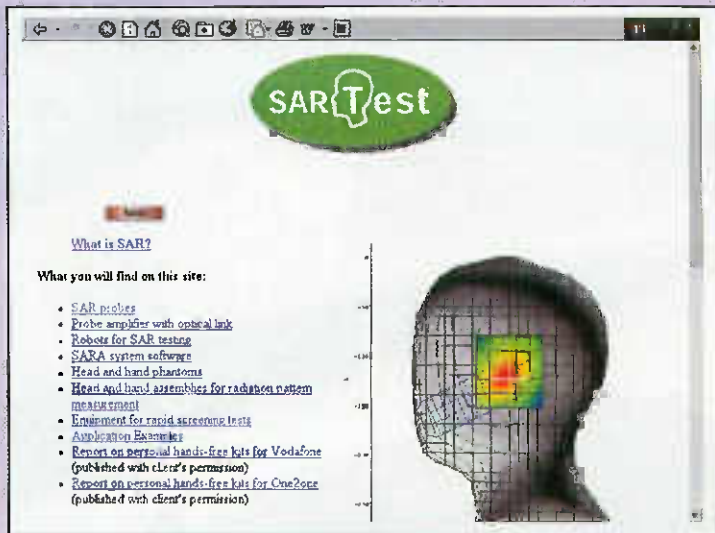 SARTest
What is SAR?
What you will find on this site:
SAR probes
Probe amplifier with optical link
Robots for SAR testing
SARA system software
Head and hand phantoms
Head and hand assemblies for radiation pattern
measurement
Equipment for rapid screening tests
Application Examples
Report on personal hands-free kits for Vodafone
(published with client's permission)
Report on personal hands-free kits for One2one
(published with client's permission)